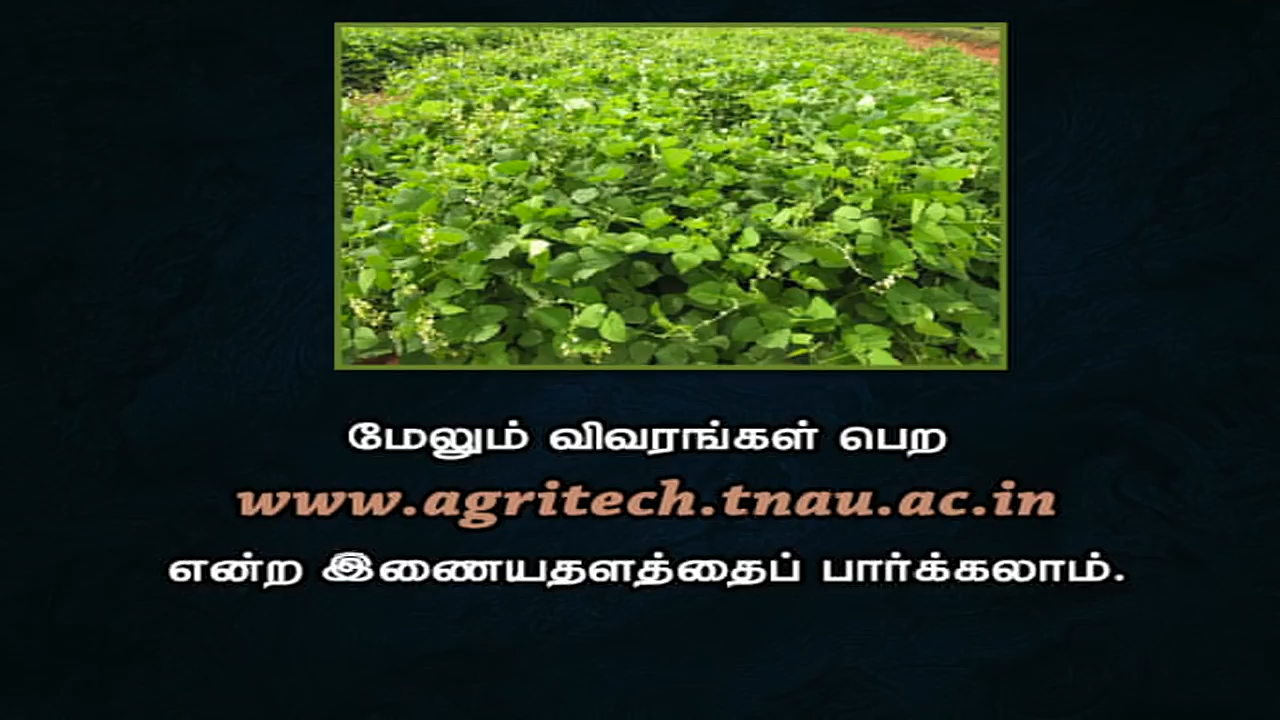 மேலும் விவரங்கள் பெற
www.agritech.tnau.ac.in
என்ற இணையதளத்தைப் பார்க்கலாம்.